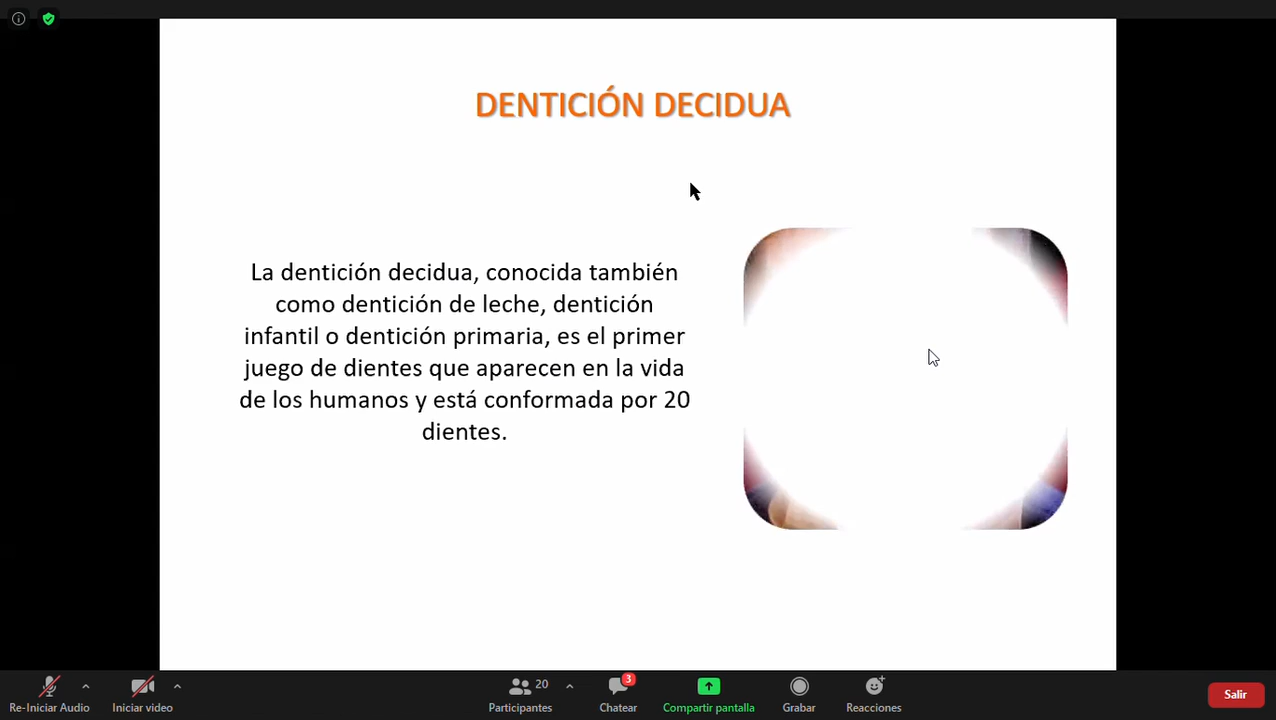 DENTICIÓN DECIDUA
La dentición decidua, conocida también
como dentición de leche, dentición
infantil o dentición primaria, es el primer
juego de dientes que aparecen en la vida
de los humanos y está conformada por 20
dientes.
20
3
Re-Iniciar Audio
Iniciar video
Participantes
Chatear
Compartir pantalla
Grabar
Reacciones
Salir